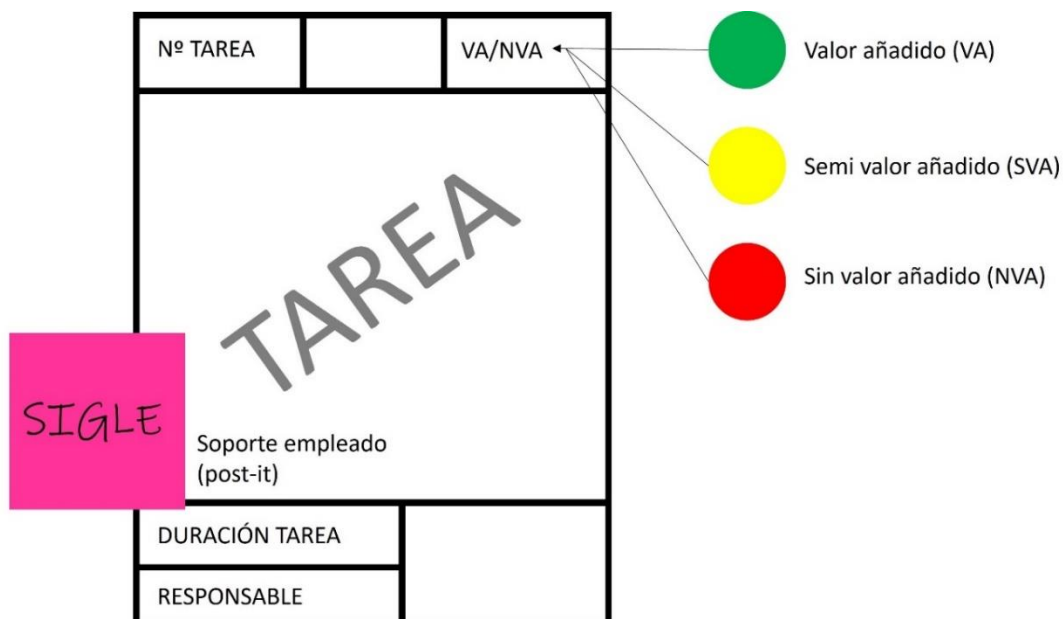 Nº TAREA
VA/NVA
Valor añadido (VA)
Semi valor añadido (SVA)
Sin valor añadido (NVA)
TAREA
SIGLE
Soporte empleado
(post-it)
DURACIÓN TAREA
RESPONSABLE